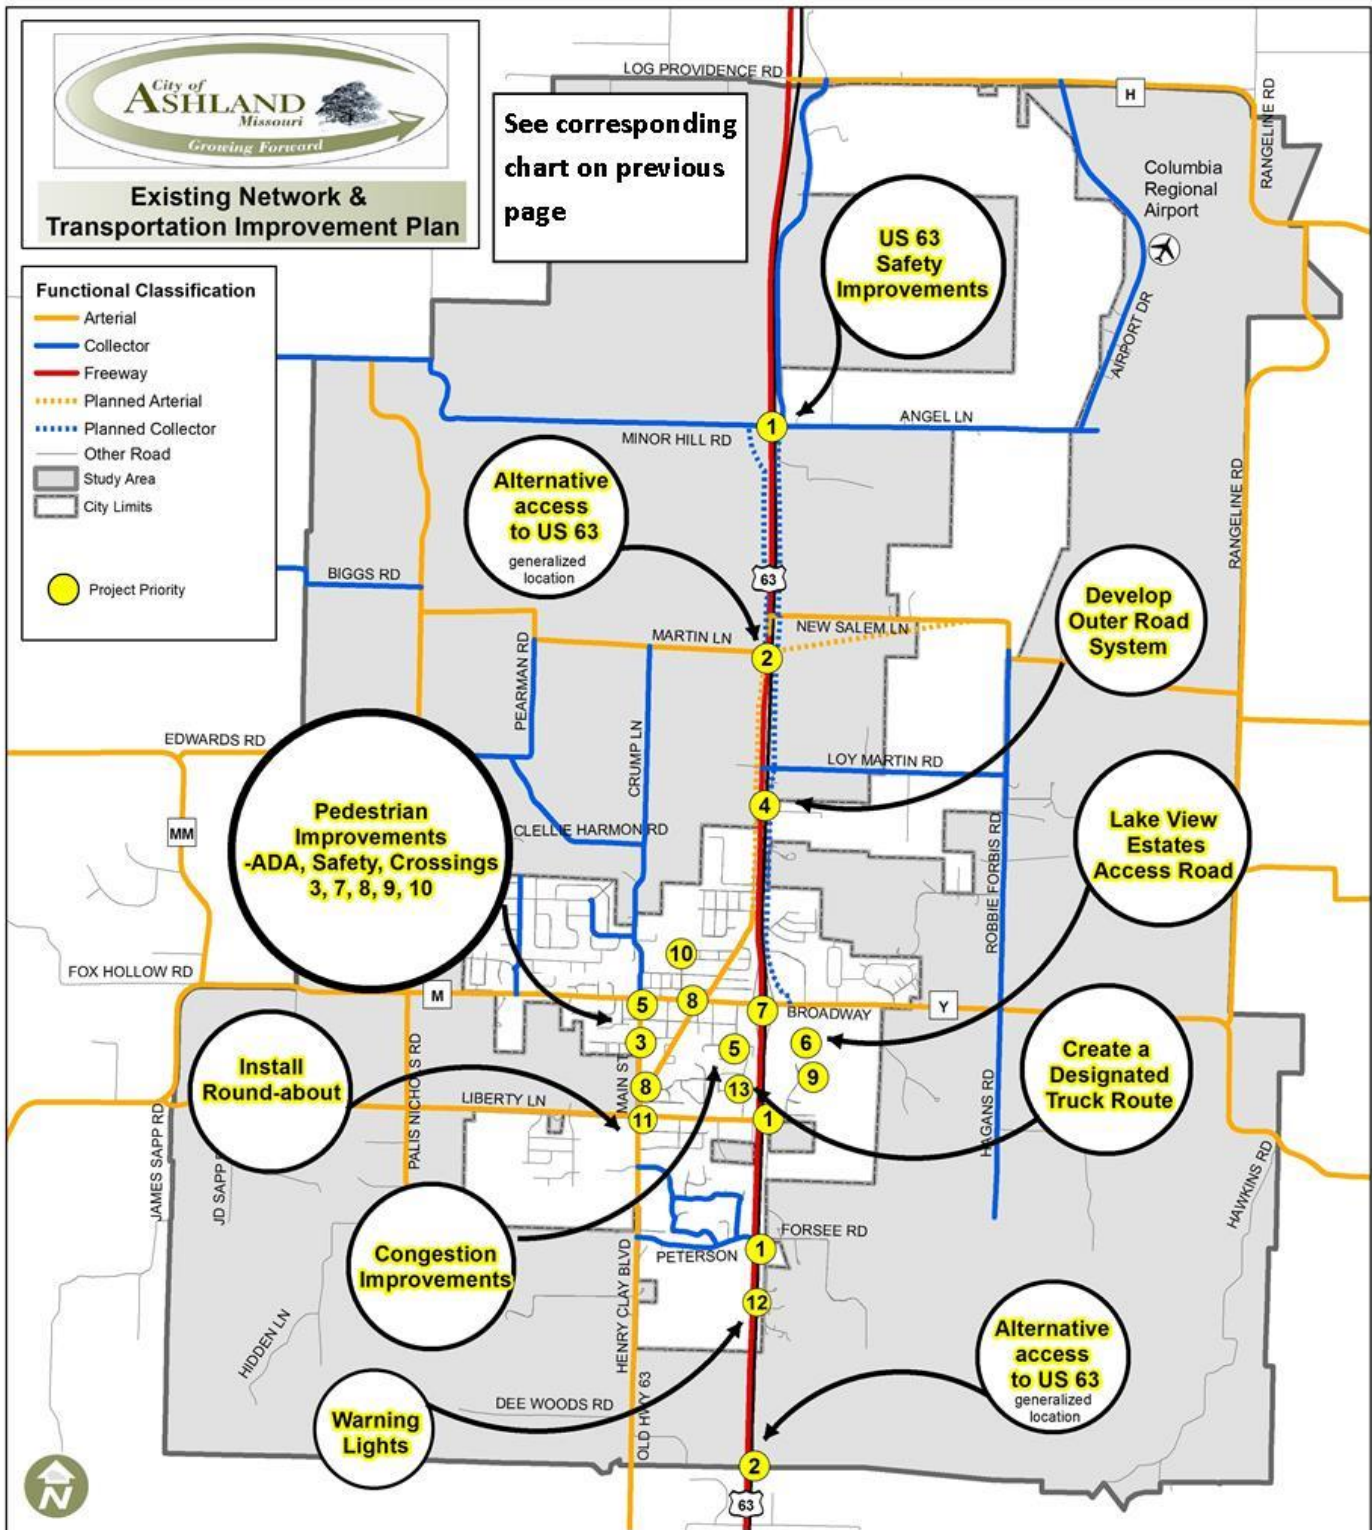 City of
ASHLAND
Missouri
Growing Forward
Existing Network &
Transportation Improvement Plan
See corresponding
chart on previous
page
Functional Classification
Arterial
Collector
Freeway
Planned Arterial
Planned Collector
Other Road
Study Area
City Limits
Project Priority
LOG PROVIDENCE RD
H
RANGELINE RD
Columbia
Regional
Airport
US 63
Safety
Improvements
AIRPORT DR
1
ANGEL LN
MINOR HILL RD
Alternative
access
to US 63
generalized
location
RANGELINE RD
63
BIGGS RD
Develop
Outer Road
System
NEW SALEM LN
MARTIN LN
2
PEARMAN RD
CRUMP LN
EDWARDS RD
LOY MARTIN RD
4
MM
Pedestrian
Improvements
-ADA, Safety, Crossings
3, 7, 8, 9, 10
CLELLIE HARMON RD
Lake View
Estates
Access Road
ROBBIE FORBIS RD
10
FOX HOLLOW RD
M
5
8
7
BROADWAY
Y
3
5
6
9
Install
Round-about
Create a
Designated
Truck Route
PALIS NICHOLS RD
MAIN ST
8
13
LIBERTY LN
11
1
HAGANS RD
JAMES SAPP RD
JD SAPP
HAWKINS RD
Congestion
Improvements
PETERSON
1
FORSEE RD
12
HENRY CLAY BLVD
HIDDEN LN
Alternative
access
to US 63
generalized
location
DEE WOODS RD
OLD HWY 63
Warning
Lights
2
63
N